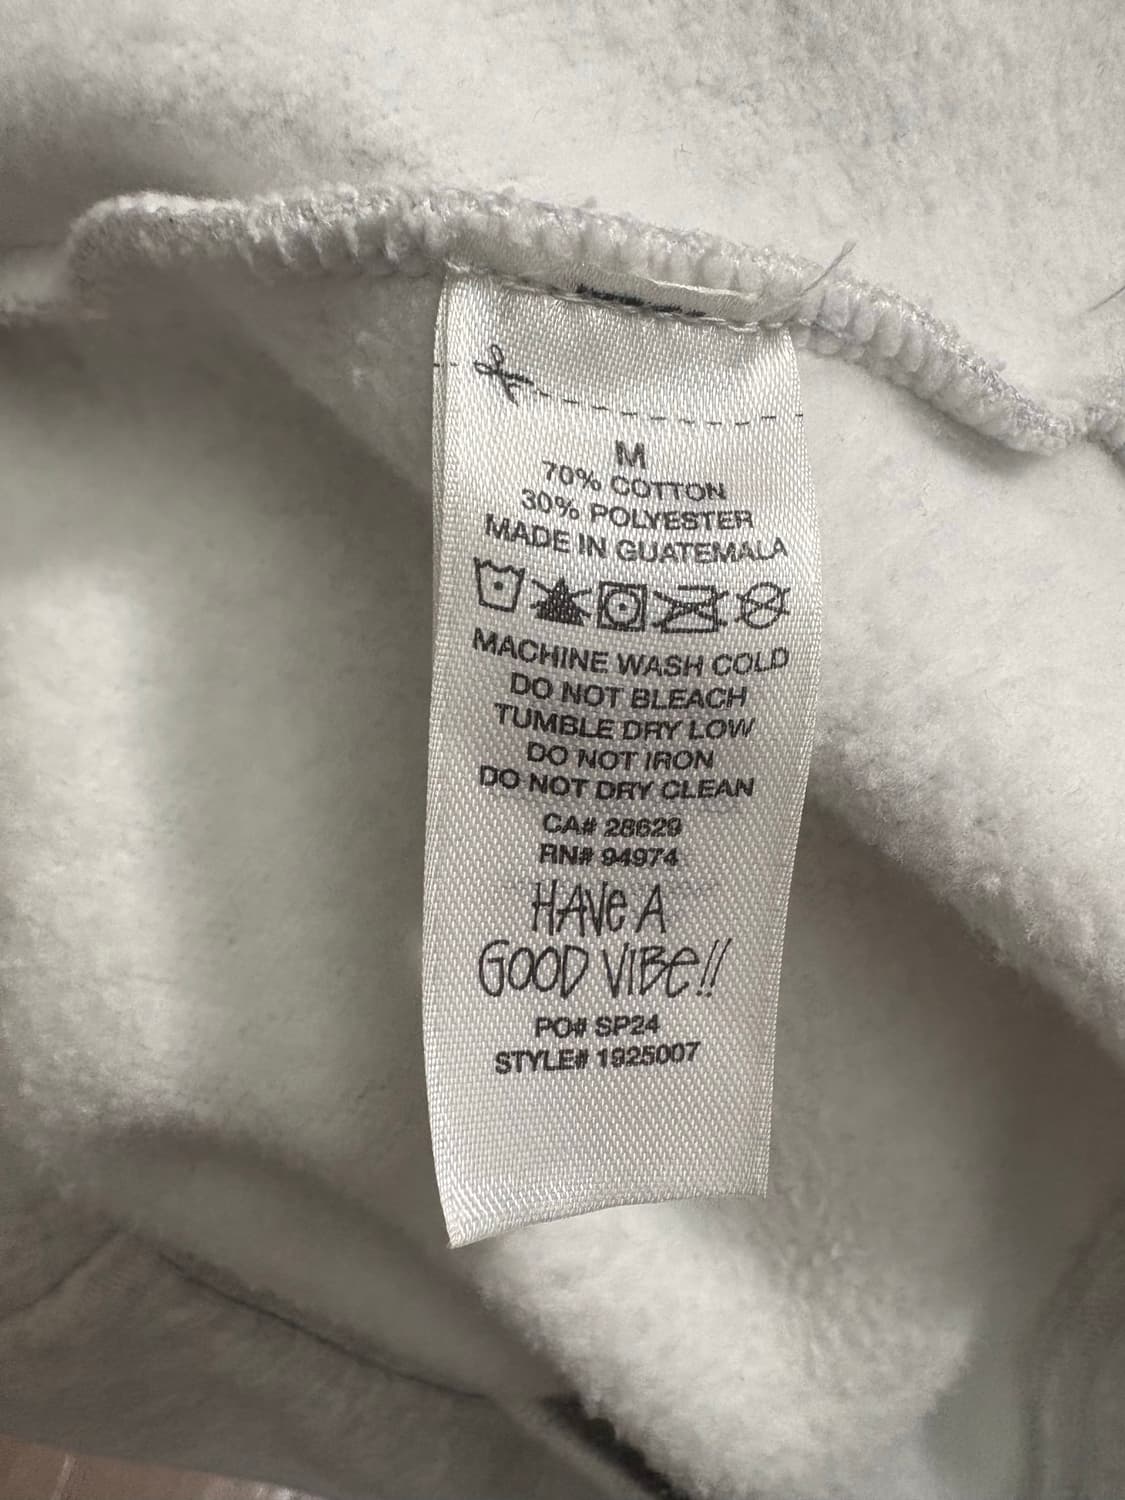 M
70% COTTON
30% POLYESTER
MADE IN GUATEMALA
MACHINE WASH COLD
DO NOT BLEACH
TUMBLE DRY LOW
DO NOT IRON
DO NOT DRY CLEAN
CA# 28629
RN# 94974
HAVe A
GOOD VIBe!!
PO# SP24
STYLE# 1925007